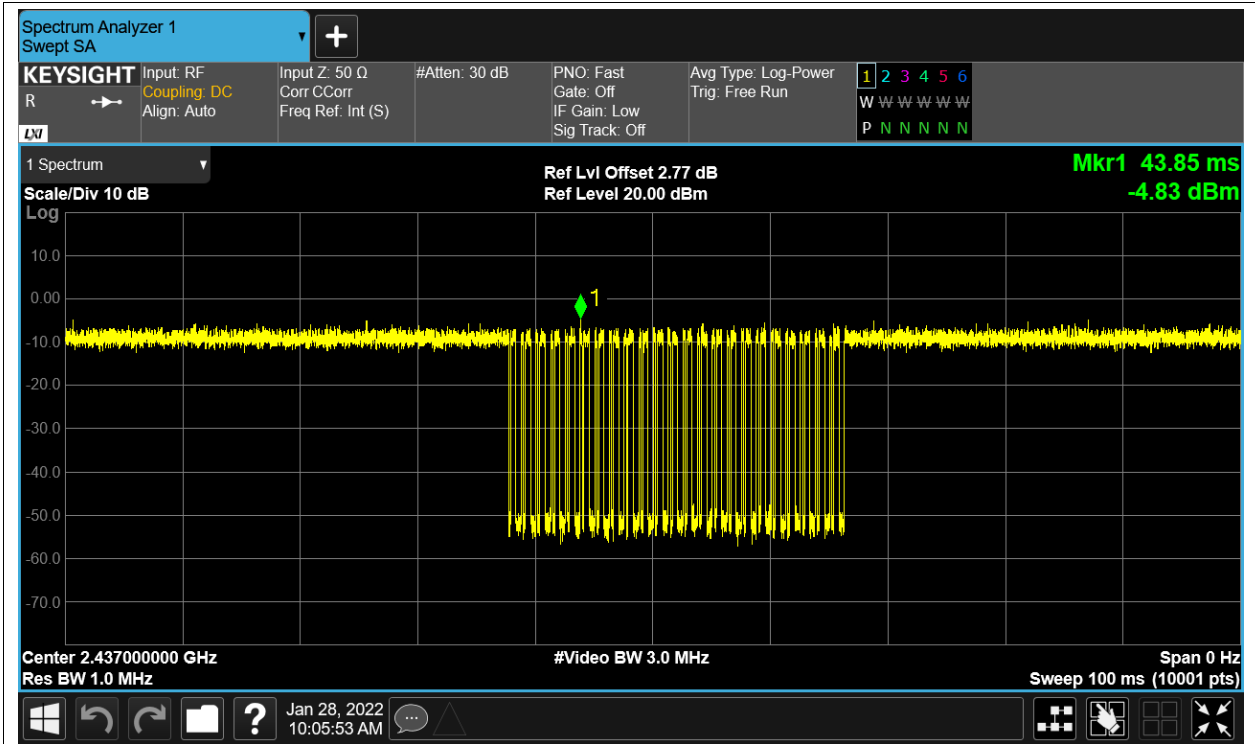 Spectrum Analyzer 1
Swept SA
+
KEYSIGHT
R
LXI
Input: RF
Coupling: DC
Align: Auto
Input Z: 50 Ω
Corr CCorr
Freq Ref: Int (S)
#Atten: 30 dB
PNO: Fast
Gate: Off
IF Gain: Low
Sig Track: Off
Avg Type: Log-Power
Trig: Free Run
1 2 3 4 5 6
W W W W W W
P N N N N N
1 Spectrum
Scale/Div 10 dB
Log
Ref Lvl Offset 2.77 dB
Ref Level 20.00 dBm
Mkr1 43.85 ms
-4.83 dBm
10.0
0.00
1
-10.0
-20.0
-30.0
-40.0
-50.0
-60.0
-70.0
Center 2.437000000 GHz
Res BW 1.0 MHz
#Video BW 3.0 MHz
Span 0 Hz
Sweep 100 ms (10001 pts)
?
Jan 28, 2022
10:05:53 AM